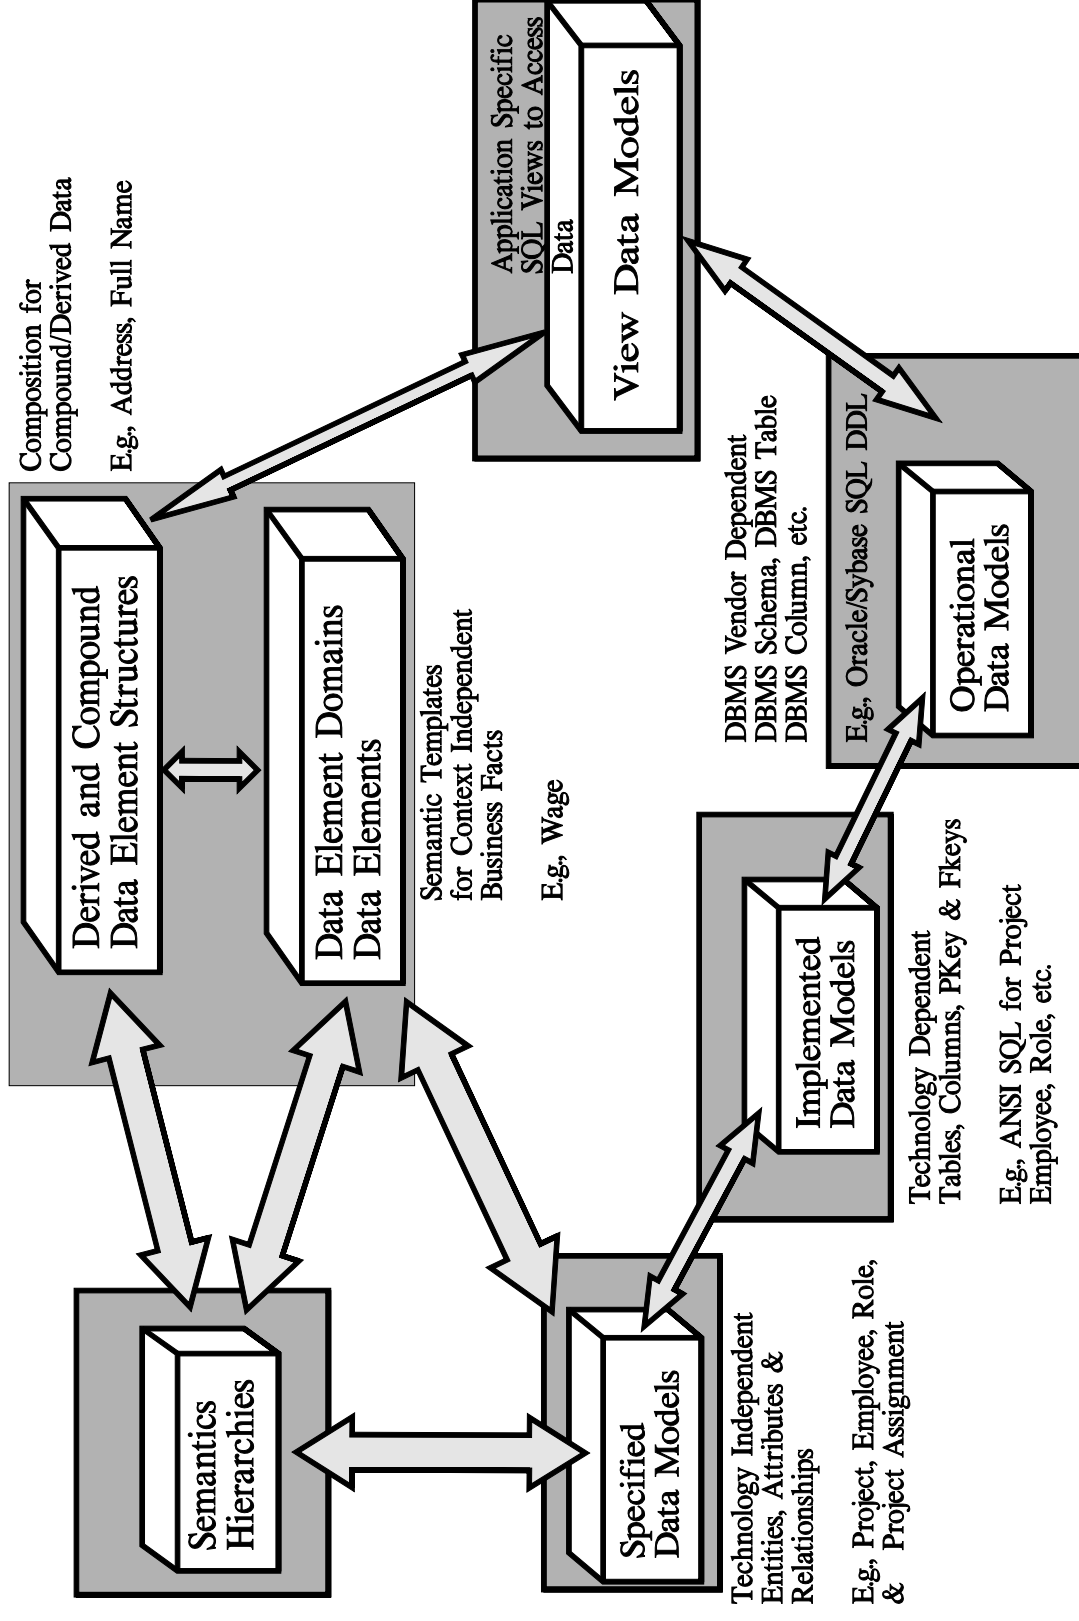 Composition for
Compound/Derived Data
E.g., Address, Full Name
Derived and Compound
Data Element Structures
Data Element Domains
Data Elements
Semantic Templates
for Context Independent
Business Facts
E.g., Wage
Semantics
Hierarchies
Application Specific
SQL Views to Access
Data
View Data Models
Specified
Data Models
Technology Independent
Entities, Attributes &
Relationships
E.g., Project, Employee, Role,
& Project Assignment
Implemented
Data Models
Technology Dependent
Tables, Columns, PKey & Fkeys
E.g., ANSI SQL for Project
Employee, Role, etc.
DBMS Vendor Dependent
DBMS Schema, DBMS Table
DBMS Column, etc.
E.g., Oracle/Sybase SQL DDL
Operational
Data Models